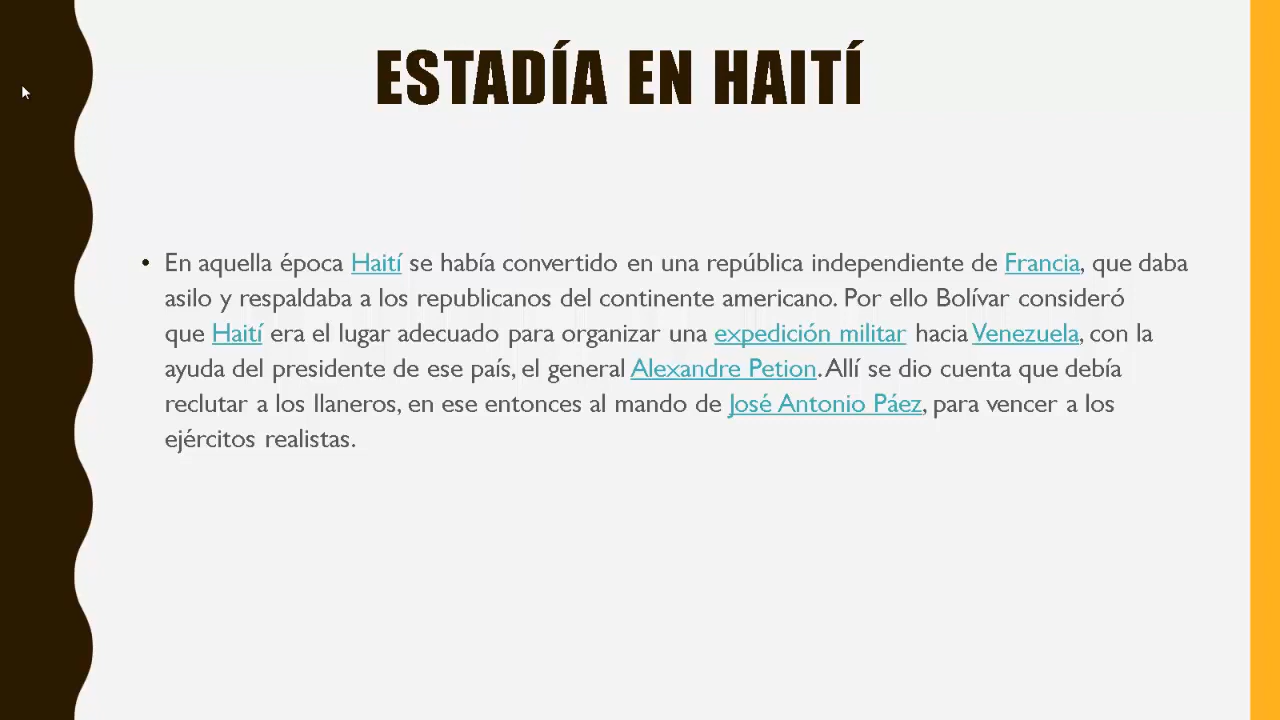 ESTADÍA EN HAITÍ
• En aquella época Haití se había convertido en una república independiente de Francia, que daba
asilo y respaldaba a los republicanos del continente americano. Por ello Bolívar consideró
que Haití era el lugar adecuado para organizar una expedición militar hacia Venezuela, con la
ayuda del presidente de ese país, el general Alexandre Petion. Allí se dio cuenta que debía
reclutar a los llaneros, en ese entonces al mando de José Antonio Páez, para vencer a los
ejércitos realistas.